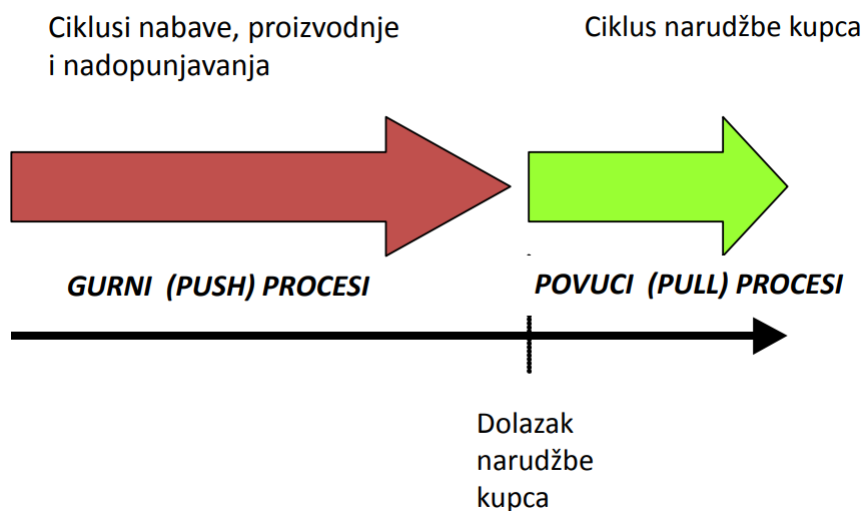 Ciklusi nabave, proizvodnje
i nadopunjavanja
Ciklus narudžbe kupca
GURNI (PUSH) PROCESI
POVUCI (PULL) PROCESI
Dolazak
narudžbe
kupca